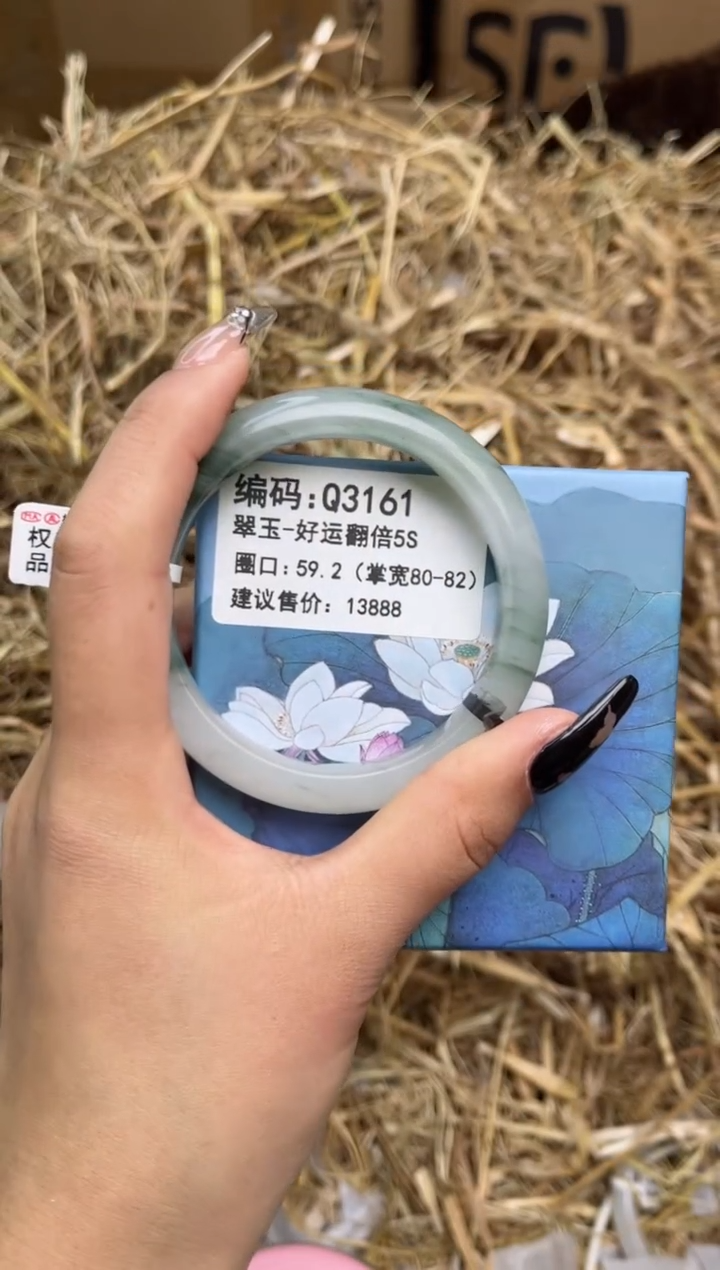 编码:Q3161
翠玉-好运翻倍5S
圈口:59.2（掌宽80-82）
建议售价: 13888
权
品